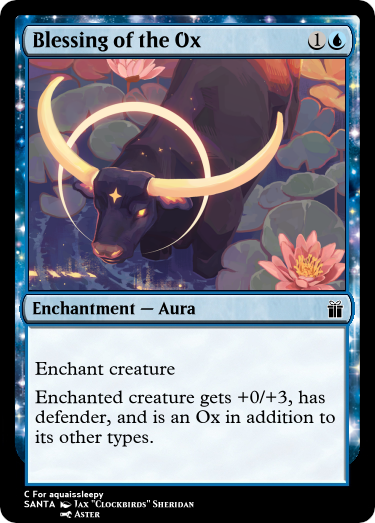 Blessing of the Ox 1
Enchantment — Aura
Enchant creature
Enchanted creature gets +0/+3, has
defender, and is an Ox in addition to
its other types.
C For aquaissleepy
SANTA Jax "Clockbirds" Sheridan
Aster